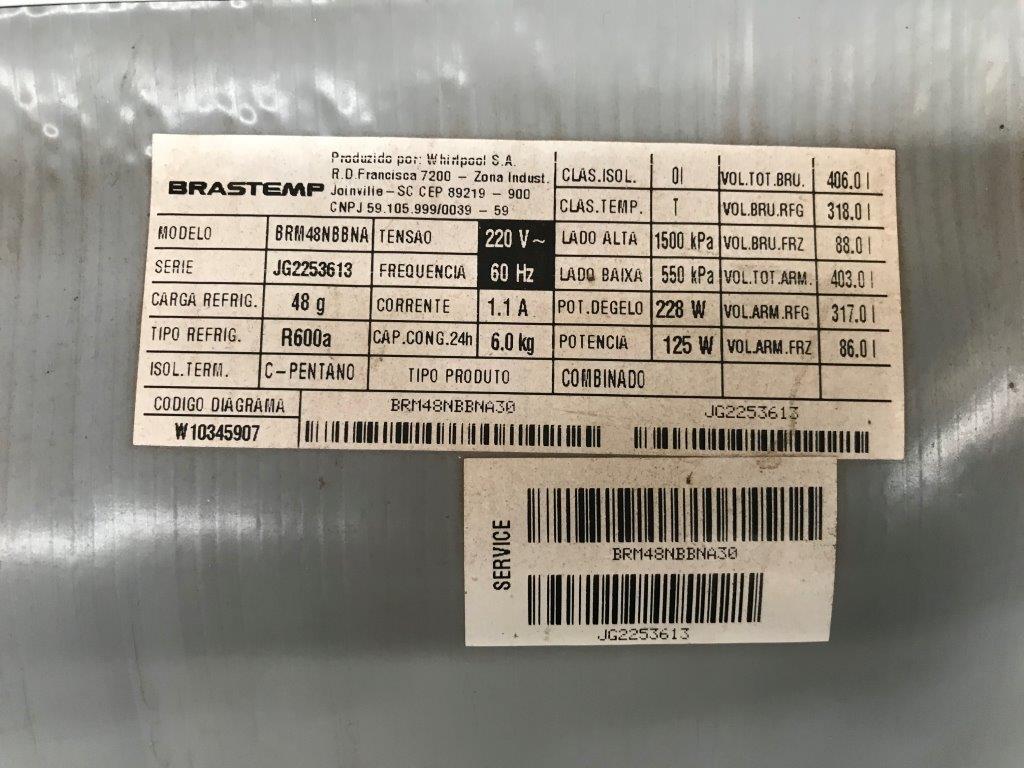 BRASTEMP
Produzido por: Whirlpool S.A.
R.D.Francisca 7200 - Zona Indust.
Joinville-SC CEP 89219 - 900
CNPJ 59.105.999/0039 - 59
CLAS.ISOL. 0I VOL.TOT.BRU. 406.0 l
CLAS.TEMP. T VOL.BRU.RFG 318.0 l
MODELO BRM48NBBNA TENSAO 220 V~ LADO ALTA 1500 kPa VOL.BRU.FRZ 88.0 l
SERIE JG2253613 FREQUENCIA 60 Hz LADO BAIXA 550 kPa VOL.TOT.ARM. 403.0 l
CARGA REFRIG. 48 g CORRENTE 1.1 A POT.DEGELO 228 W VOL.ARM.RFG 317.0 l
TIPO REFRIG. R600a CAP.CONG.24h 6.0 kg POTENCIA 125 W VOL.ARM.FRZ 86.0 l
ISOL.TERM. C-PENTANO TIPO PRODUTO COMBINADO
CODIGO DIAGRAMA BRM48NBBNA30 JG2253613
W10345907
SERVICE
BRM48NBBNA30
JG2253613